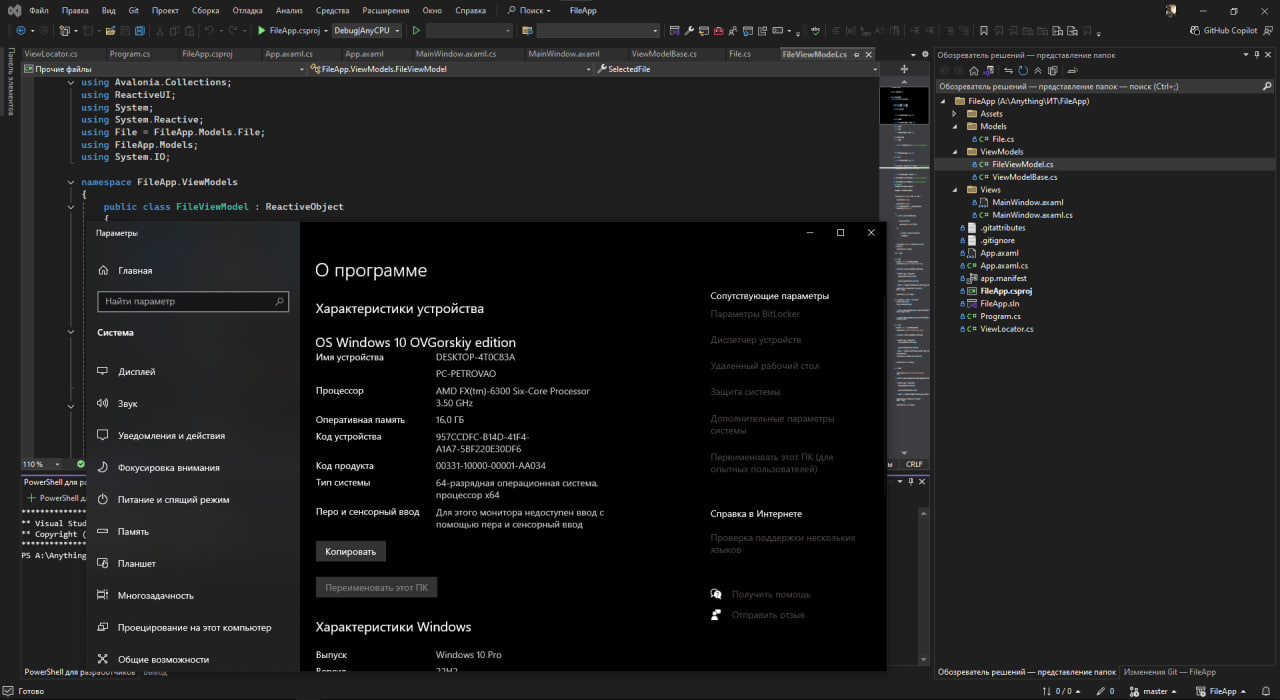 Файл Правка Вид Git Проект Сборка Отладка Анализ Средства Расширения Окно Справка Поиск FileApp
FileApp.csproj Debug|AnyCPU GitHub Copilot
Панель элементов
ViewLocator.cs Program.cs FileApp.csproj App.axaml.cs App.axaml MainWindow.axaml.cs MainWindow.axaml ViewModelBase.cs File.cs FileViewModel.cs
Прочие файлы FileApp.ViewModels.FileViewModel SelectedFile
using Avalonia.Collections;
using ReactiveUI;
using System;
using System.Reactive;
using File = FileApp.Models.File;
using FileApp.Models;
using System.IO;
namespace FileApp.ViewModels
{
public class FileViewModel : ReactiveObject
{
110 %
CRLF
PowerShell для ра
+ PowerShell д
********************
** Visual Stud
** Copyright (
********************
PS A:\Anything
PowerShell для разработчиков Вывод
Готово
Параметры
Главная
Найти параметр
Система
Дисплей
Звук
Уведомления и действия
Фокусировка внимания
Питание и спящий режим
Память
Планшет
Многозадачность
Проецирование на этот компьютер
Общие возможности
О программе
Характеристики устройства
OS Windows 10 OVGorskiy edition
Имя устройства DESKTOP-4T0C83A
PC-PETROVAO
Процессор AMD FX(tm)-6300 Six-Core Processor
3.50 GHz
Оперативная память 16,0 ГБ
Код устройства 957CCDFC-B14D-41F4-
A1A7-5BF220E30DF6
Код продукта 00331-10000-00001-AA034
Тип системы 64-разрядная операционная система,
процессор x64
Перо и сенсорный ввод Для этого монитора недоступен ввод с
помощью пера и сенсорный ввод
Копировать
Переименовать этот ПК
Характеристики Windows
Выпуск Windows 10 Pro
Версия 22H2
Сопутствующие параметры
Параметры BitLocker
Диспетчер устройств
Удаленный рабочий стол
Защита системы
Дополнительные параметры
системы
Переименовать этот ПК (для
опытных пользователей)
Справка в Интернете
Проверка поддержки нескольких
языков
Получить помощь
Отправить отзыв
Обозреватель решений — представление папок
Обозреватель решений — представление папок — поиск (Ctrl+;)
FileApp (A:\Anything\ИТ\FileApp)
Assets
Models
C# File.cs
ViewModels
C# FileViewModel.cs
C# ViewModelBase.cs
Views
MainWindow.axaml
C# MainWindow.axaml.cs
.gitattributes
.gitignore
App.axaml
C# App.axaml.cs
app.manifest
FileApp.csproj
FileApp.sln
C# Program.cs
C# ViewLocator.cs
Обозреватель решений — представление папок Изменения Git — FileApp
0 / 0 0 master FileApp